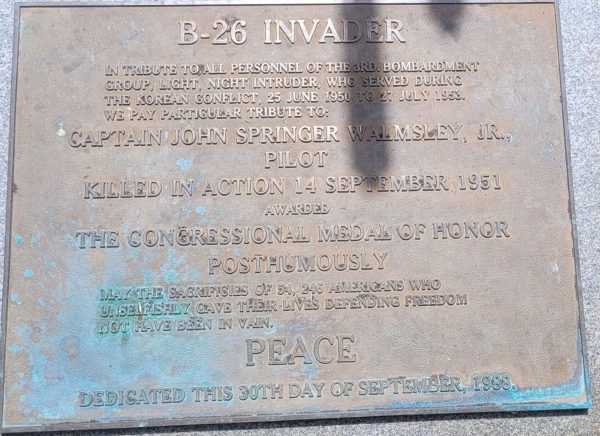 B-26 INVADER
IN TRIBUTE TO ALL PERSONNEL OF THE 3RD. BOMBARDMENT
GROUP, LIGHT, NIGHT INTRUDER, WHO SERVED DURING
THE KOREAN CONFLICT, 25 JUNE 1950 TO 27 JULY 1953.
WE PAY PARTICULAR TRIBUTE TO:
CAPTAIN JOHN SPRINGER WALMSLEY, JR.,
PILOT
KILLED IN ACTION 14 SEPTEMBER 1951
AWARDED
THE CONGRESSIONAL MEDAL OF HONOR
POSTHUMOUSLY
MAY THE SACRIFISIES OF 54, 246 AMERICANS WHO
UNSELFISHLY GAVE THEIR LIVES DEFENDING FREEDOM
NOT HAVE BEEN IN VAIN.
PEACE
DEDICATED THIS 30TH DAY OF SEPTEMBER, 1989.